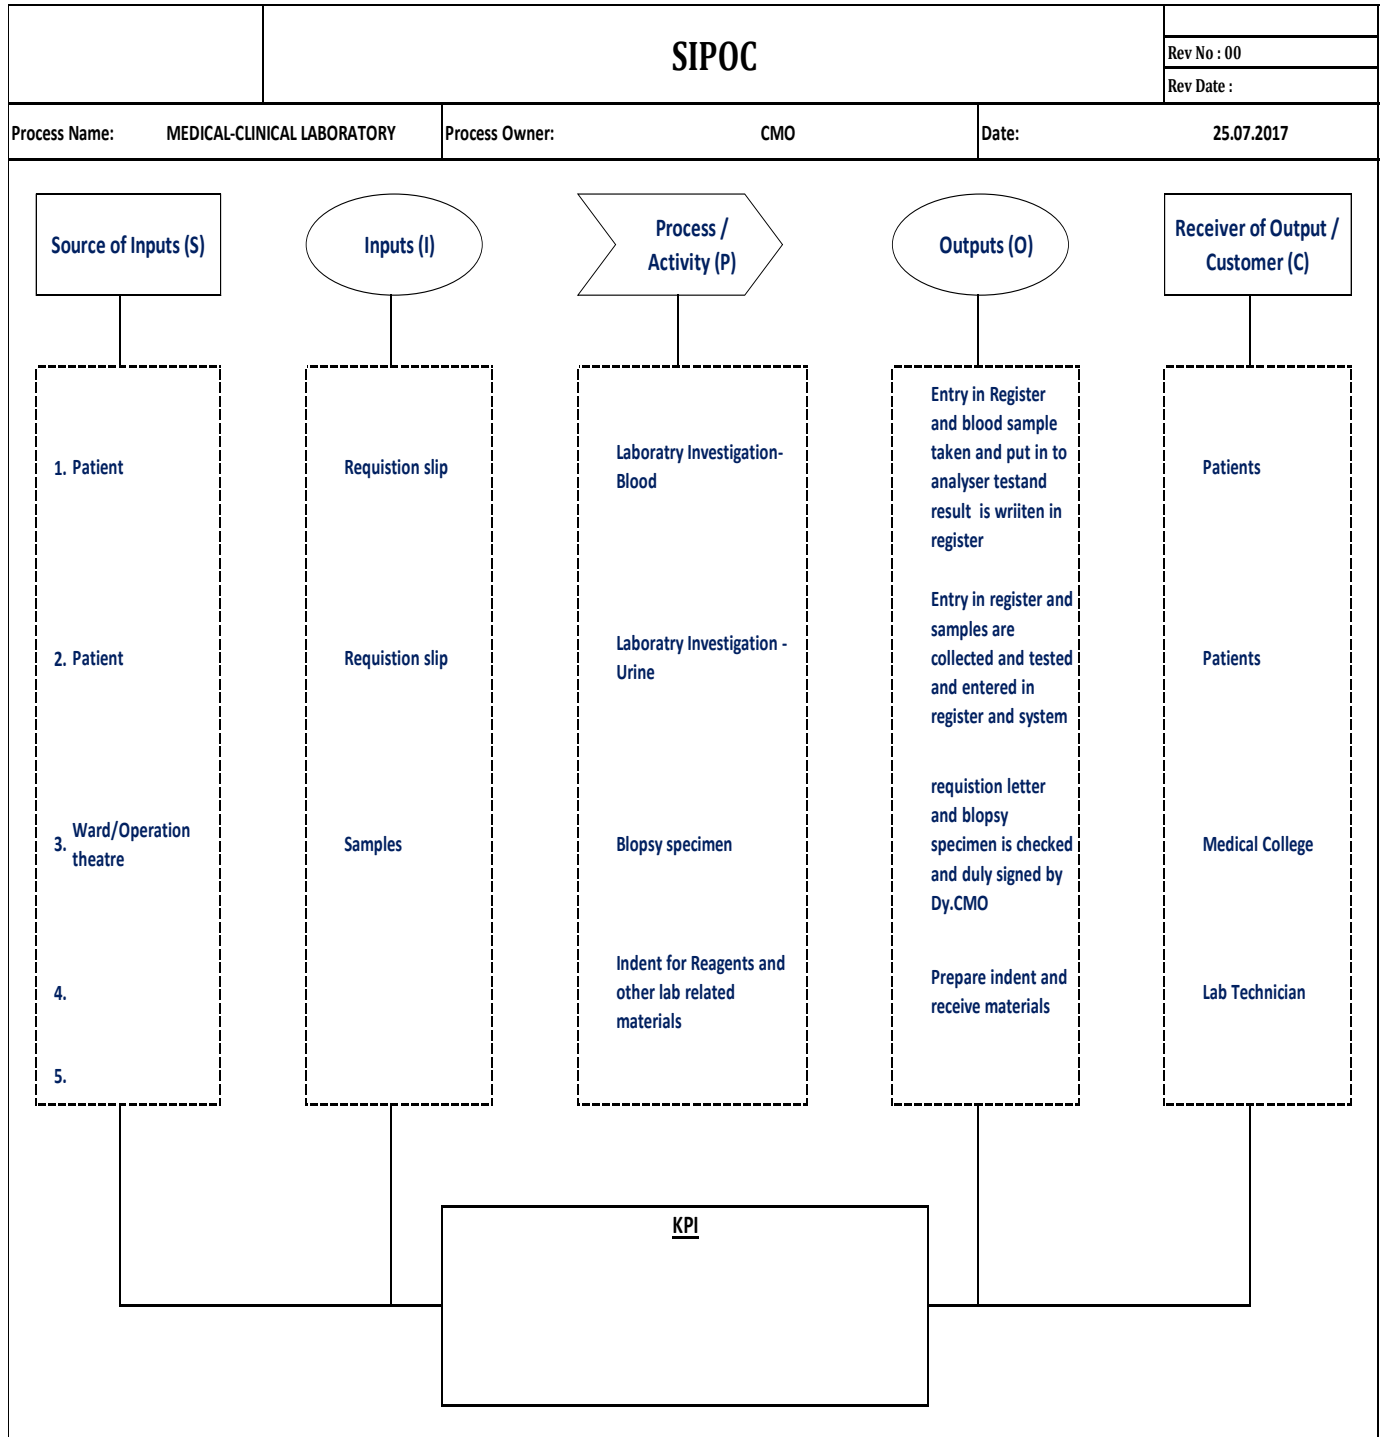 SIPOC
Rev No : 00
Rev Date :
Process Name: MEDICAL-CLINICAL LABORATORY Process Owner: CMO Date: 25.07.2017
Source of Inputs (S)
Inputs (I)
Process /
Activity (P)
Outputs (O)
Receiver of Output /
Customer (C)
1. Patient
Requistion slip
Laboratry Investigation-
Blood
Entry in Register
and blood sample
taken and put in to
analyser testand
result is wriiten in
register
Patients
2. Patient
Requistion slip
Laboratry Investigation -
Urine
Entry in register and
samples are
collected and tested
and entered in
register and system
Patients
3. Ward/Operation
theatre
Samples
Blopsy specimen
requistion letter
and blopsy
specimen is checked
and duly signed by
Dy.CMO
Medical College
4.
Indent for Reagents and
other lab related
materials
Prepare indent and
receive materials
Lab Technician
5.
KPI